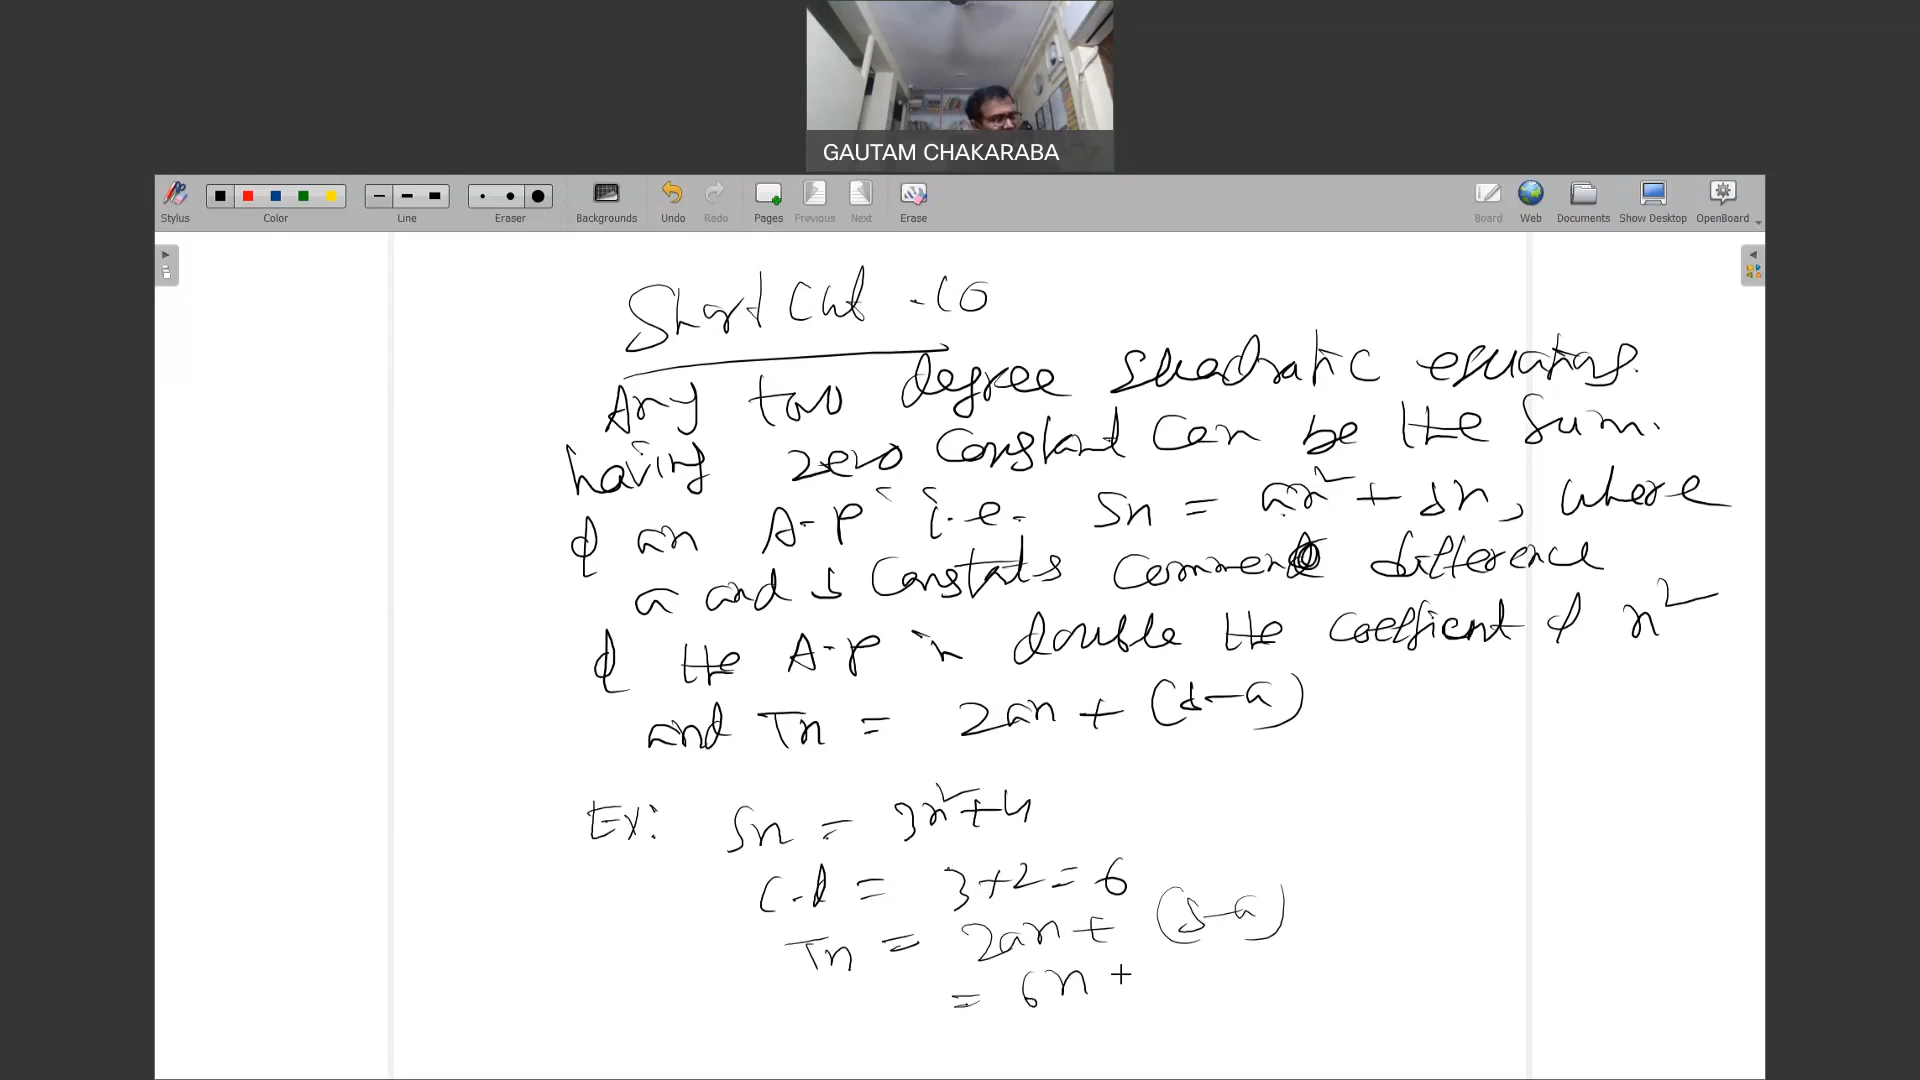 GAUTAM CHAKARABA
Stylus Color Line Eraser Backgrounds Undo Redo Pages Previous Next Erase Board Web Documents Show Desktop OpenBoard
Short Cut -10
Any two degree quadratic equations.
having zero constant can be the sum.
of an A-P i.e. Sn = an² + bn, where
a and b constants common difference
of the A-P is double the coefficient of n²
and Tn = 2an + (b-a)
Ex: Sn = 3n²+4
C.d = 3+2=6
Tn = 2an + (b-a)
= 6n +